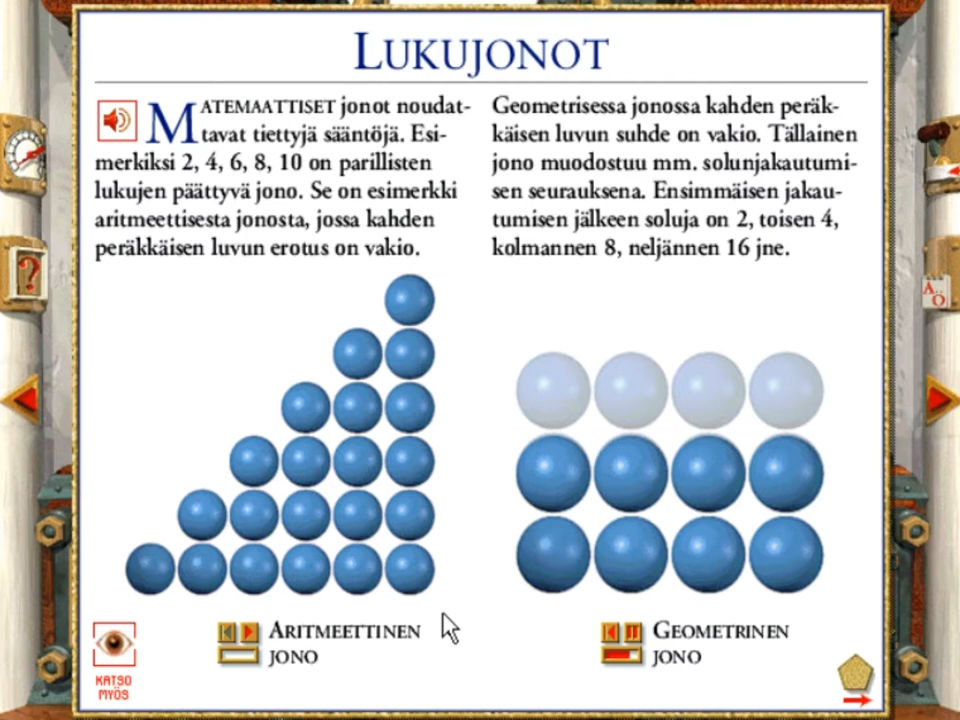 LUKUJONOT
MATEMAATTISET jonot noudat-
tavat tiettyjä sääntöjä. Esi-
merkiksi 2, 4, 6, 8, 10 on parillisten
lukujen päättyvä jono. Se on esimerkki
aritmeettisesta jonosta, jossa kahden
peräkkäisen luvun erotus on vakio.
Geometrisessa jonossa kahden peräk-
käisen luvun suhde on vakio. Tällainen
jono muodostuu mm. solunjakautumi-
sen seurauksena. Ensimmäisen jakau-
tumisen jälkeen soluja on 2, toisen 4,
kolmannen 8, neljännen 16 jne.
?
A...
Ö
KATSO
MYÖS
ARITMEETTINEN
JONO
GEOMETRINEN
JONO